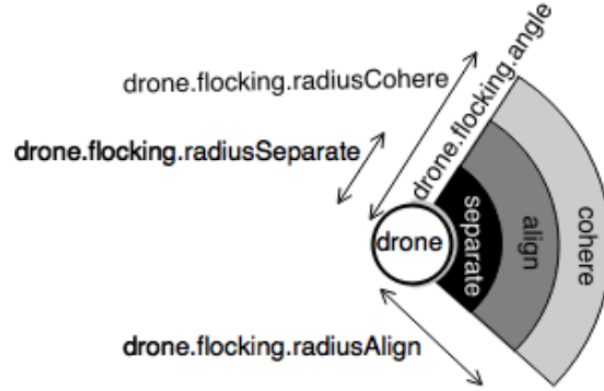 drone.flocking.radiusCohere
drone.flocking.angle
drone.flocking.radiusSeparate
drone
separate
align
cohere
drone.flocking.radiusAlign